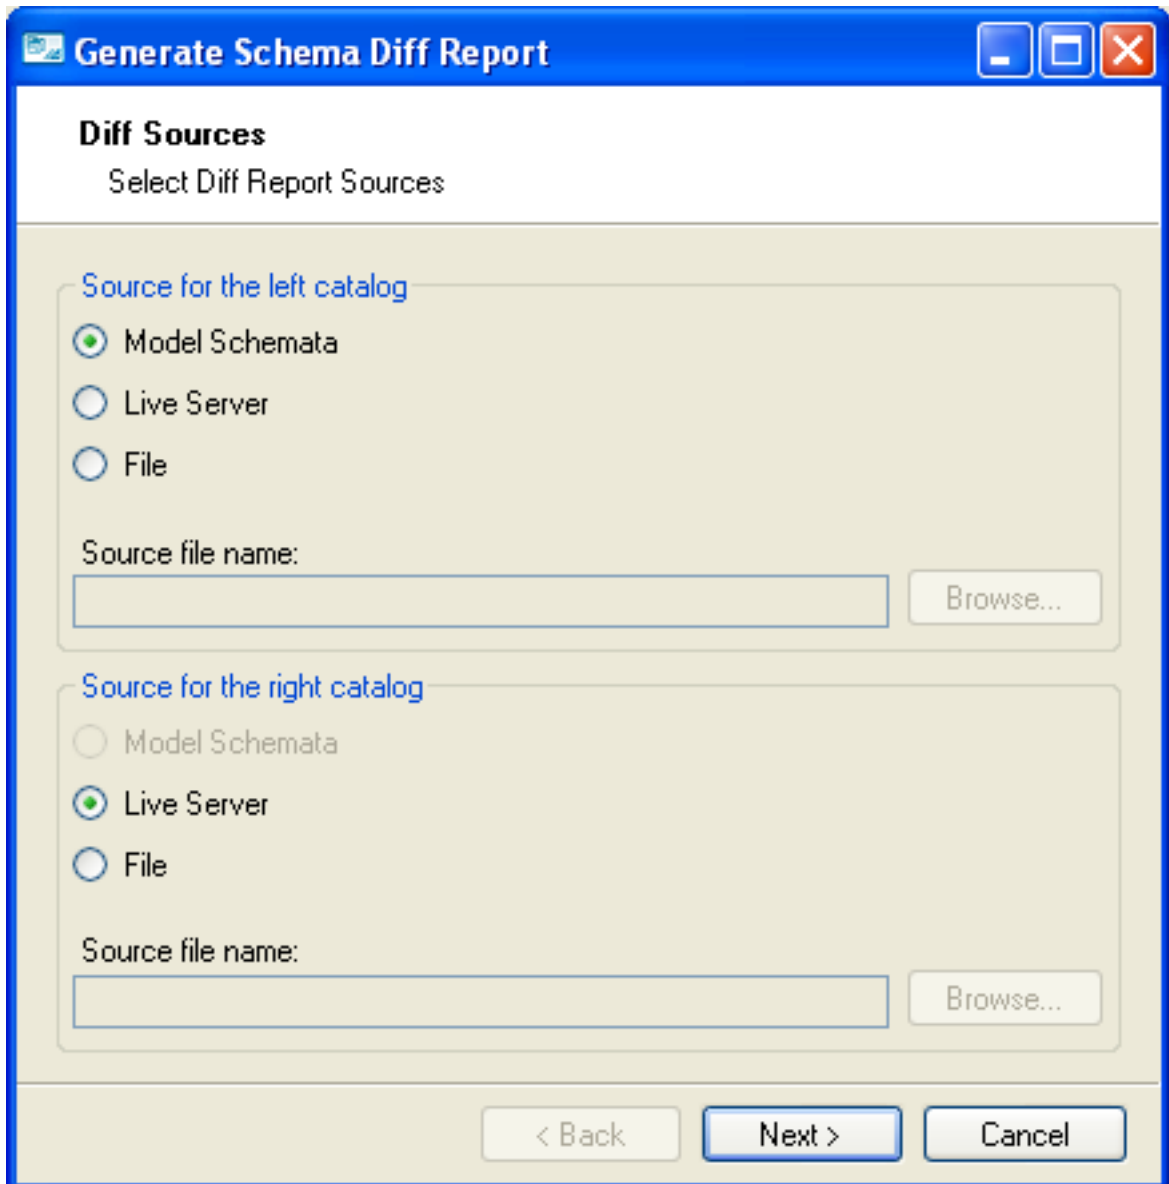 Generate Schema Diff Report
Diff Sources
Select Diff Report Sources
Source for the left catalog
Model Schemata
Live Server
File
Source file name:
Browse...
Source for the right catalog
Model Schemata
Live Server
File
Source file name:
Browse...
< Back Next > Cancel